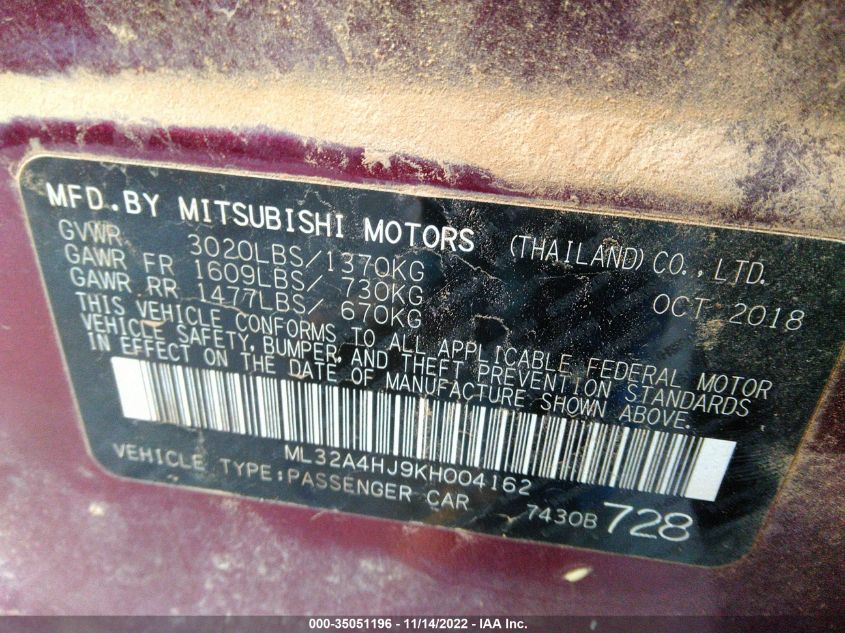 MFD.BY MITSUBISHI MOTORS (THAILAND) CO.,LTD.
GVWR 3020LBS/1370KG OCT 2018
GAWR FR 1609LBS/ 730KG
GAWR RR 1477LBS/ 670KG
THIS VEHICLE CONFORMS TO ALL APPLICABLE FEDERAL MOTOR
VEHICLE SAFETY, BUMPER, AND THEFT PREVENTION STANDARDS
IN EFFECT ON THE DATE OF MANUFACTURE SHOWN ABOVE.
ML32A4HJ9KH004162
VEHICLE TYPE:PASSENGER CAR 7430B 728
000-35051196 - 11/14/2022 - IAA Inc.